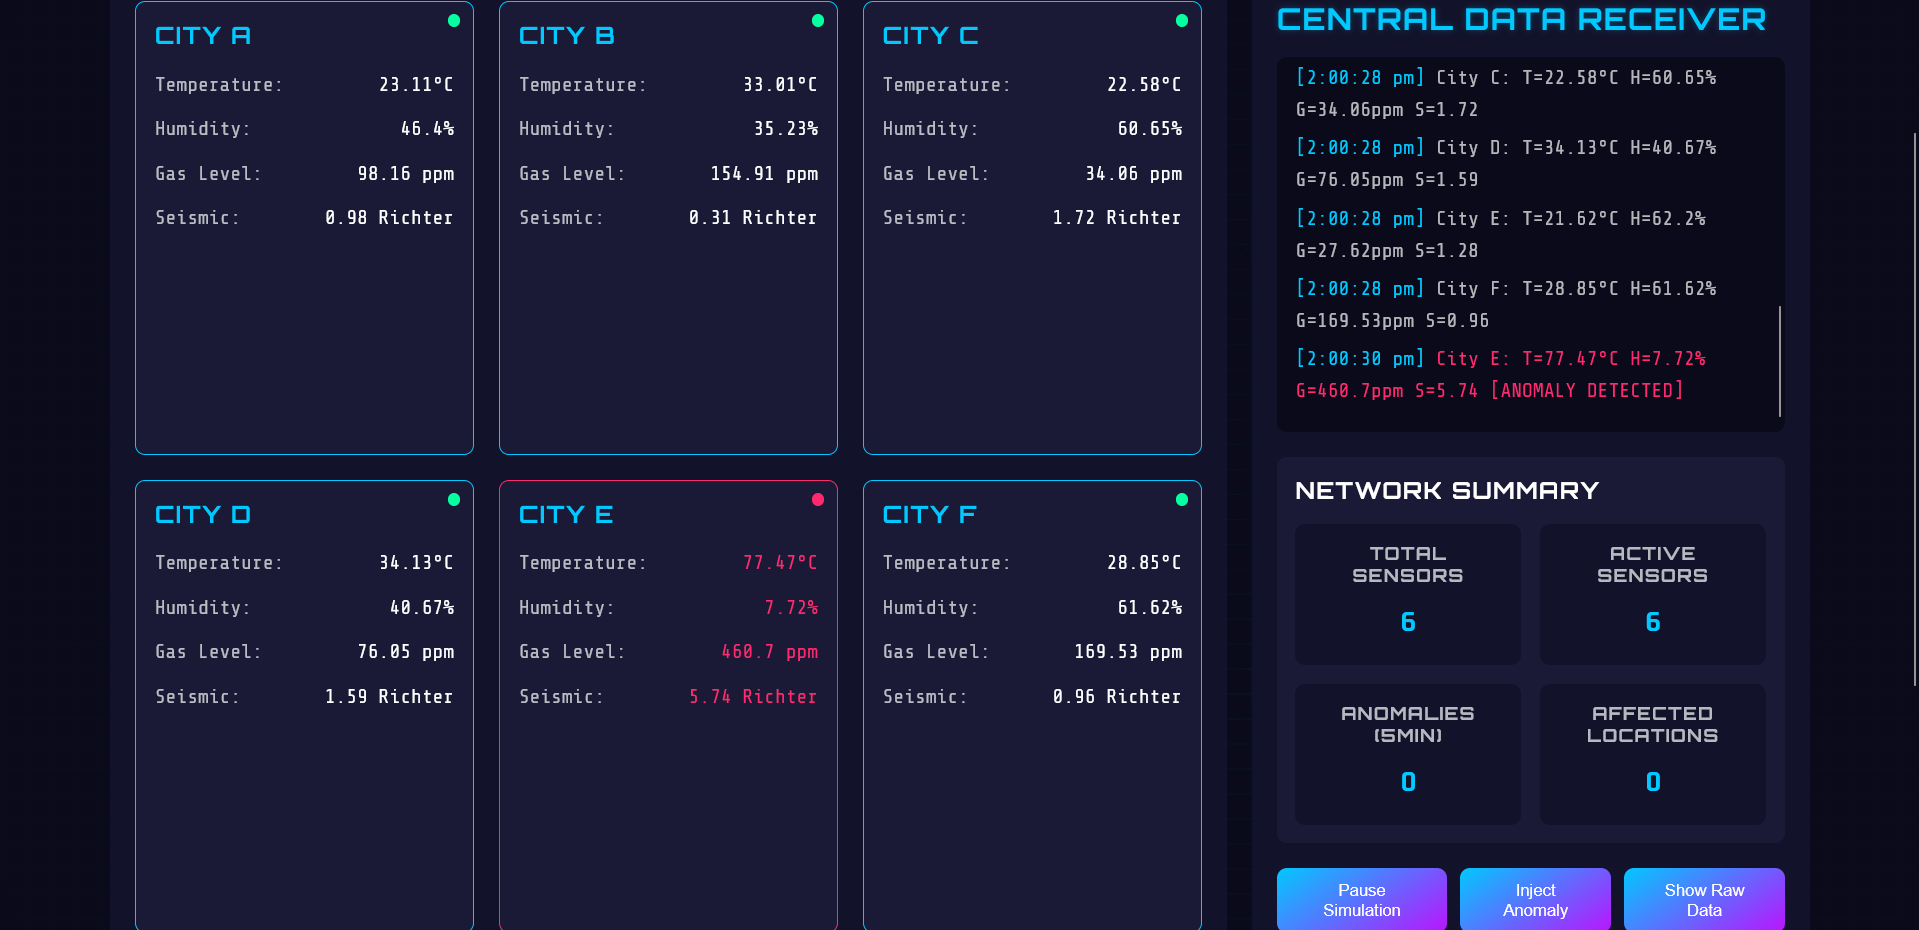 CITY A
Temperature: 23.11°C
Humidity: 46.4%
Gas Level: 98.16 ppm
Seismic: 0.98 Richter
CITY B
Temperature: 33.01°C
Humidity: 35.23%
Gas Level: 154.91 ppm
Seismic: 0.31 Richter
CITY C
Temperature: 22.58°C
Humidity: 60.65%
Gas Level: 34.06 ppm
Seismic: 1.72 Richter
CITY D
Temperature: 34.13°C
Humidity: 40.67%
Gas Level: 76.05 ppm
Seismic: 1.59 Richter
CITY E
Temperature: 77.47°C
Humidity: 7.72%
Gas Level: 460.7 ppm
Seismic: 5.74 Richter
CITY F
Temperature: 28.85°C
Humidity: 61.62%
Gas Level: 169.53 ppm
Seismic: 0.96 Richter
CENTRAL DATA RECEIVER
[2:00:28 pm] City C: T=22.58°C H=60.65%
G=34.06ppm S=1.72
[2:00:28 pm] City D: T=34.13°C H=40.67%
G=76.05ppm S=1.59
[2:00:28 pm] City E: T=21.62°C H=62.2%
G=27.62ppm S=1.28
[2:00:28 pm] City F: T=28.85°C H=61.62%
G=169.53ppm S=0.96
[2:00:30 pm] City E: T=77.47°C H=7.72%
G=460.7ppm S=5.74 [ANOMALY DETECTED]
NETWORK SUMMARY
TOTAL
SENSORS
6
ACTIVE
SENSORS
6
ANOMALIES
(5MIN)
0
AFFECTED
LOCATIONS
0
Pause
Simulation
Inject
Anomaly
Show Raw
Data